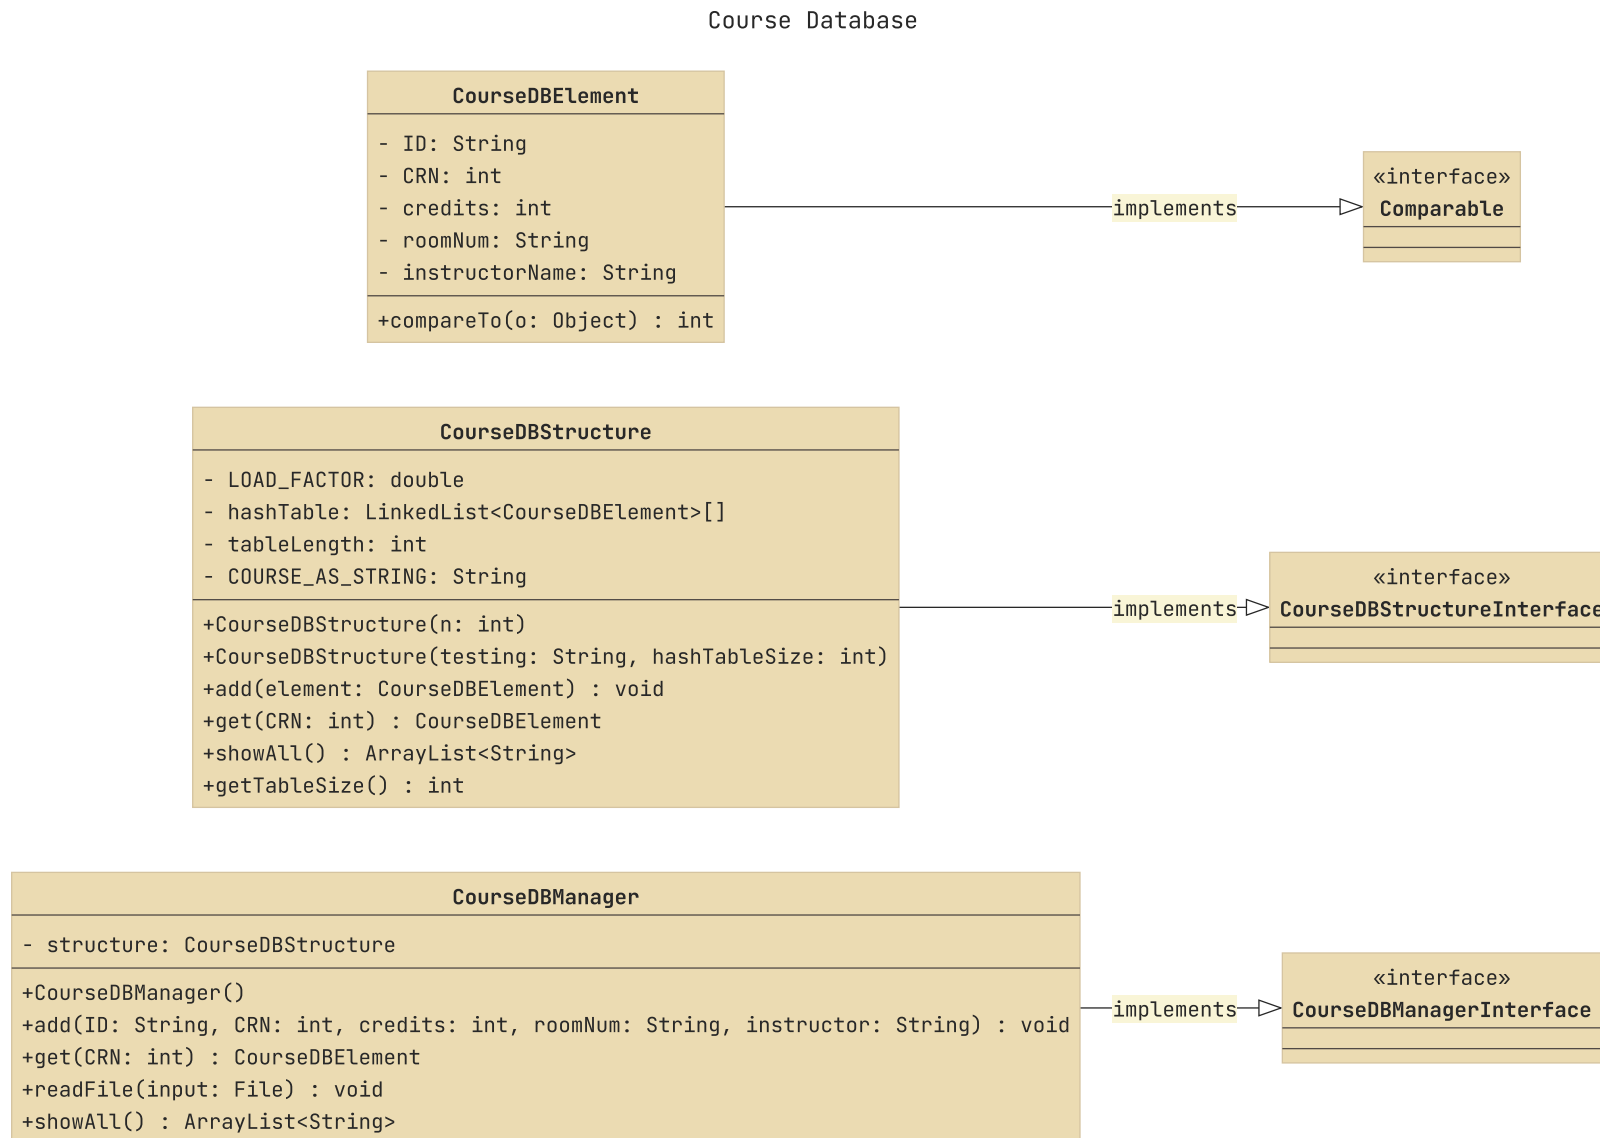 Course Database
CourseDBElement
- ID: String
- CRN: int
- credits: int
- roomNum: String
- instructorName: String
+compareTo(o: Object) : int
implements
«interface»
Comparable
CourseDBStructure
- LOAD_FACTOR: double
- hashTable: LinkedList<CourseDBElement>[]
- tableLength: int
- COURSE_AS_STRING: String
+CourseDBStructure(n: int)
+CourseDBStructure(testing: String, hashTableSize: int)
+add(element: CourseDBElement) : void
+get(CRN: int) : CourseDBElement
+showAll() : ArrayList<String>
+getTableSize() : int
implements
«interface»
CourseDBStructureInterface
CourseDBManager
- structure: CourseDBStructure
+CourseDBManager()
+add(ID: String, CRN: int, credits: int, roomNum: String, instructor: String) : void
+get(CRN: int) : CourseDBElement
+readFile(input: File) : void
+showAll() : ArrayList<String>
implements
«interface»
CourseDBManagerInterface